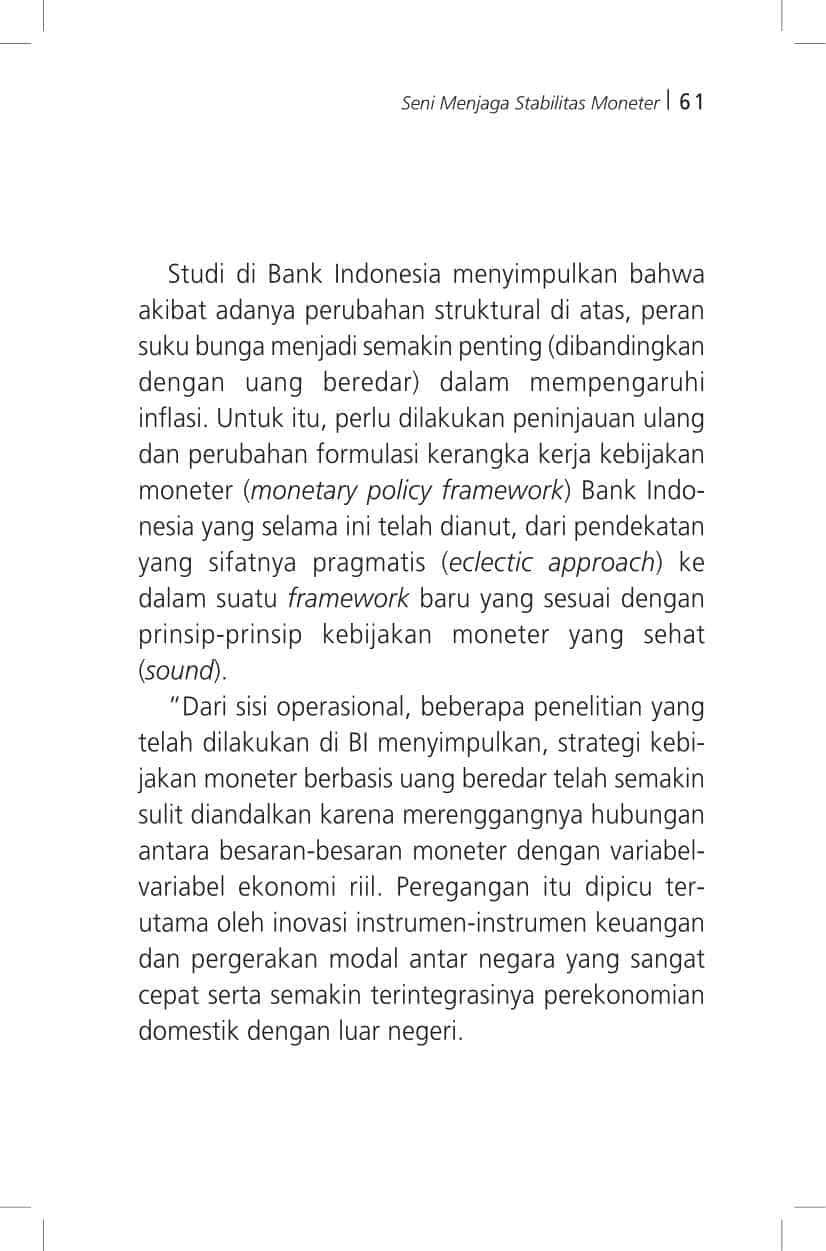 Seni Menjaga Stabilitas Moneter | 61
Studi di Bank Indonesia menyimpulkan bahwa
akibat adanya perubahan struktural di atas, peran
suku bunga menjadi semakin penting (dibandingkan
dengan uang beredar) dalam mempengaruhi
inflasi. Untuk itu, perlu dilakukan peninjauan ulang
dan perubahan formulasi kerangka kerja kebijakan
moneter (monetary policy framework) Bank Indo-
nesia yang selama ini telah dianut, dari pendekatan
yang sifatnya pragmatis (eclectic approach) ke
dalam suatu framework baru yang sesuai dengan
prinsip-prinsip kebijakan moneter yang sehat
(sound).
“Dari sisi operasional, beberapa penelitian yang
telah dilakukan di BI menyimpulkan, strategi kebi-
jakan moneter berbasis uang beredar telah semakin
sulit diandalkan karena merenggangnya hubungan
antara besaran-besaran moneter dengan variabel-
variabel ekonomi riil. Peregangan itu dipicu ter-
utama oleh inovasi instrumen-instrumen keuangan
dan pergerakan modal antar negara yang sangat
cepat serta semakin terintegrasinya perekonomian
domestik dengan luar negeri.